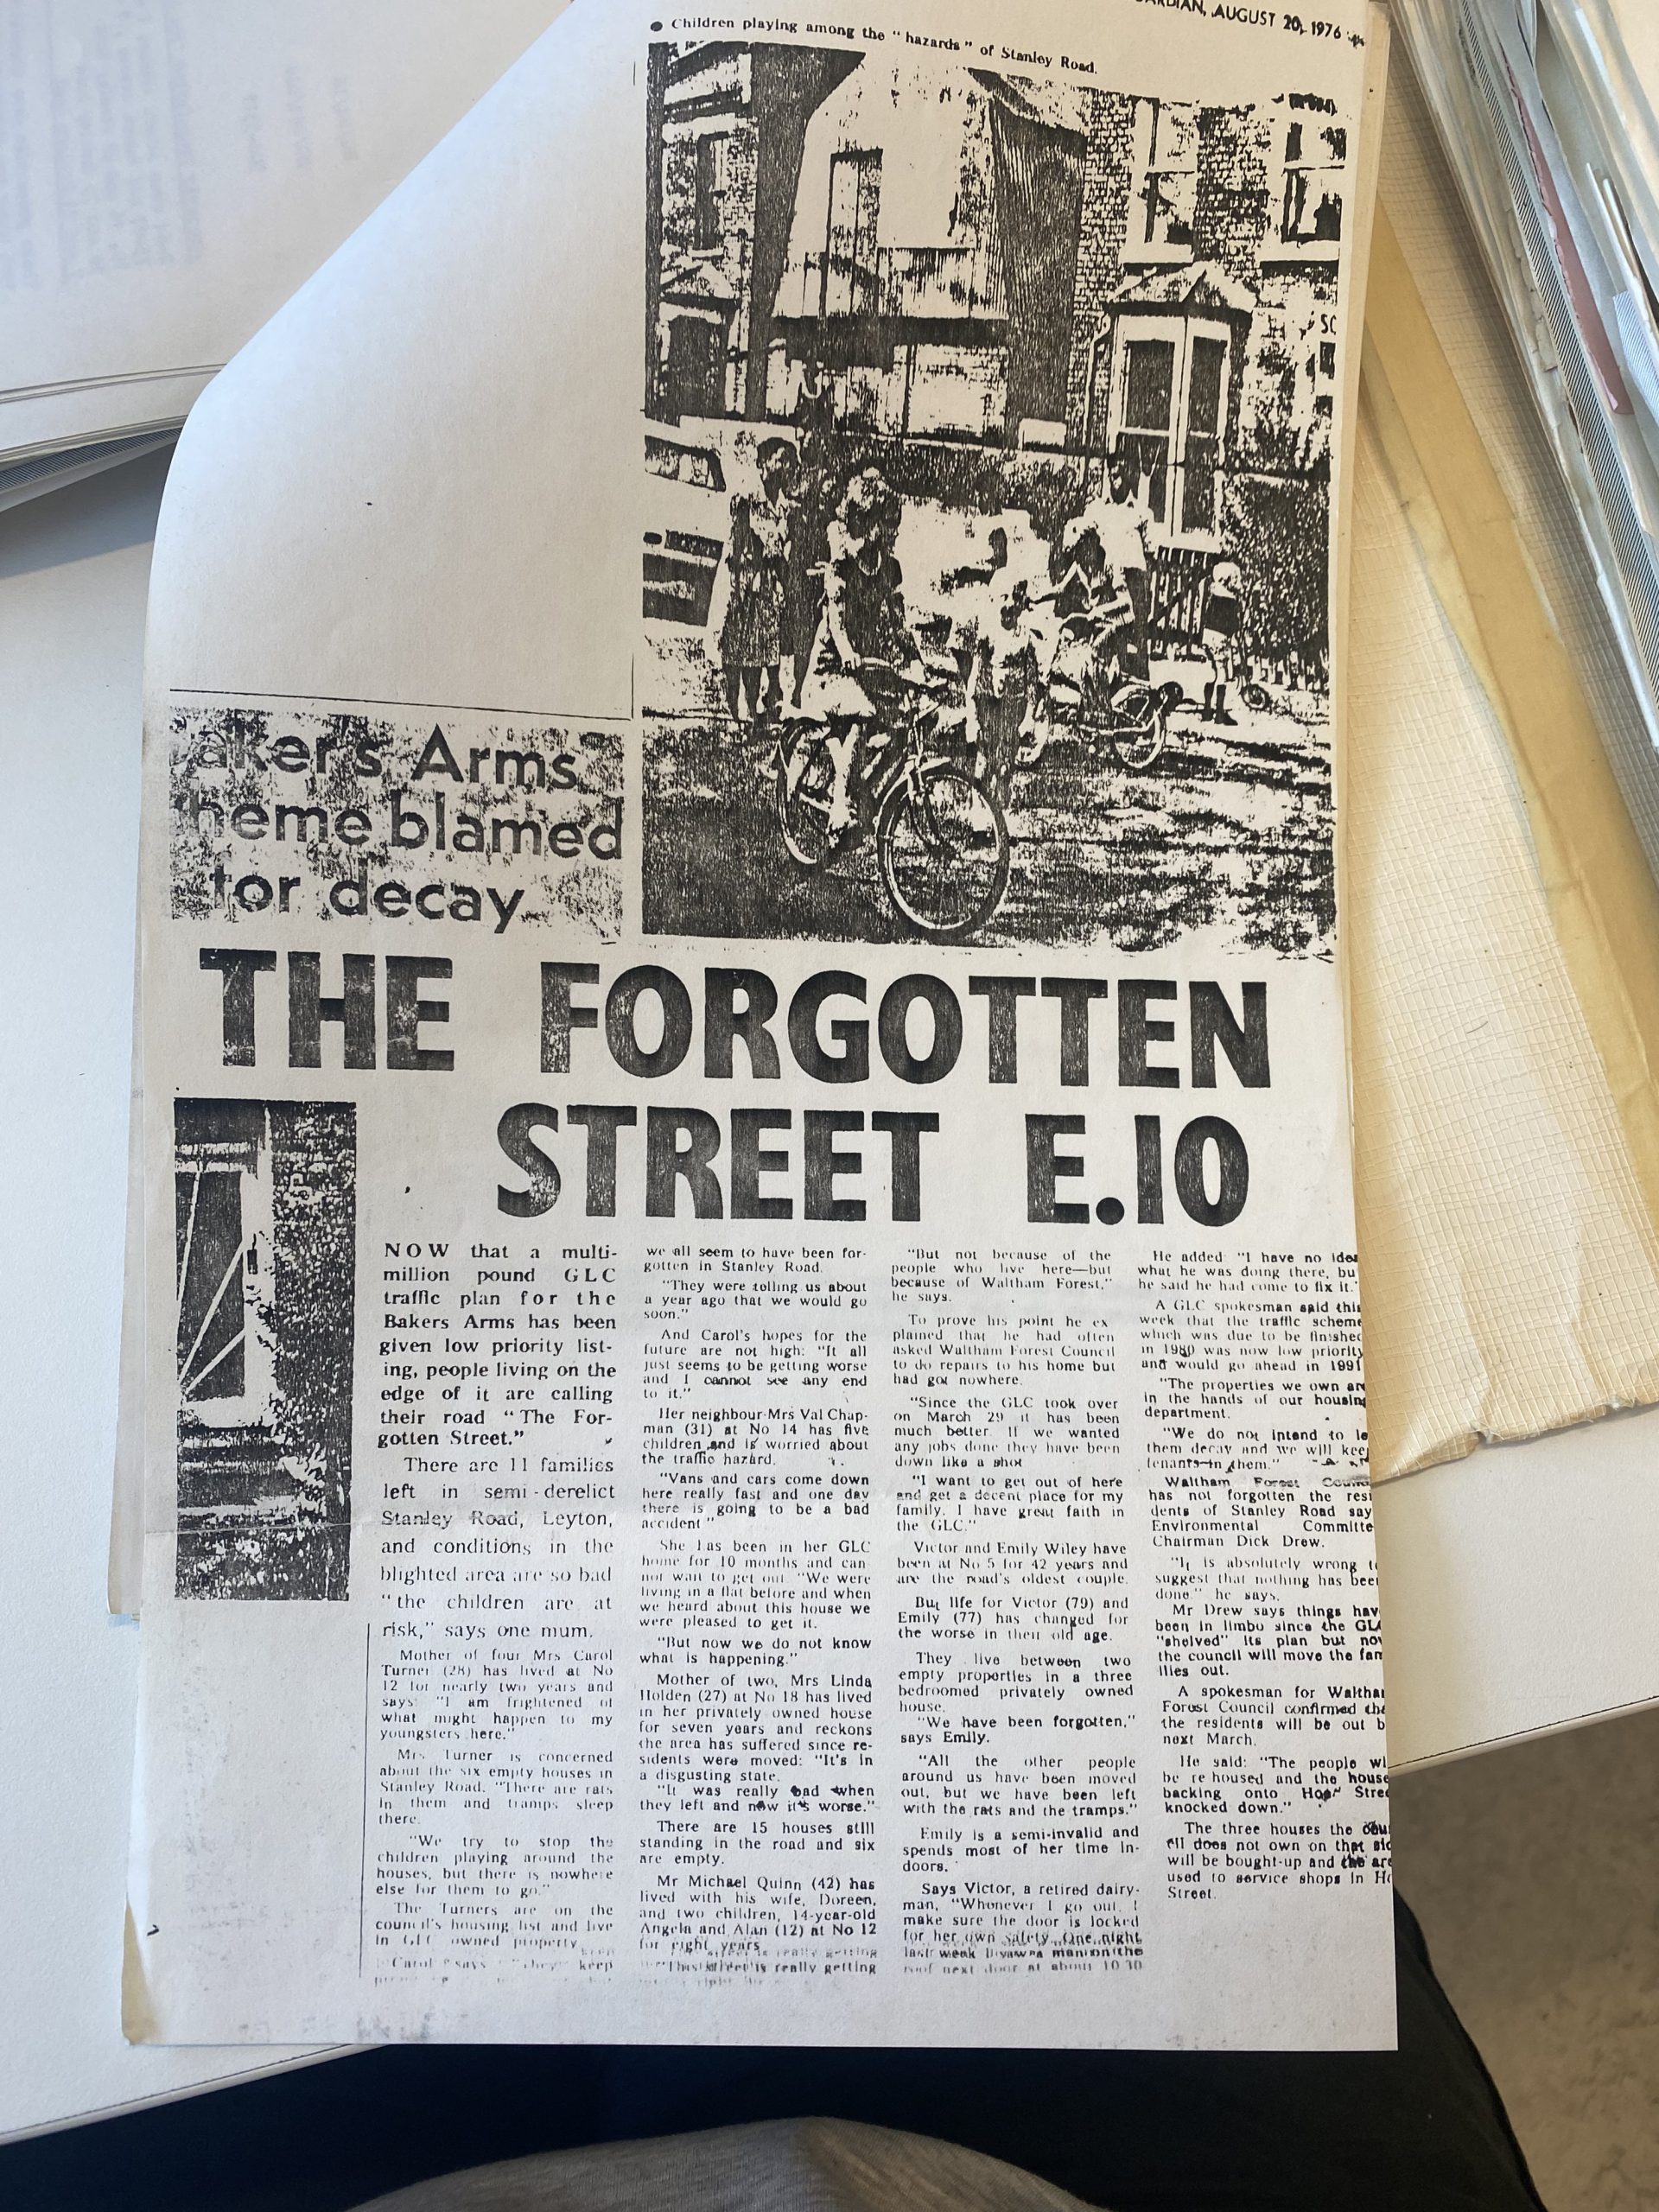 ARDIAN, AUGUST 20, 1976
● Children playing among the "hazards" of Stanley Road.
SC
aker's Arms
heme blamed
for decay
THE FORGOTTEN
STREET E.10
NOW that a multi-
million pound GLC
traffic plan for the
Bakers Arms has been
given low priority list-
ing, people living on the
edge of it are calling
their road "The For-
gotten Street."
There are 11 families
left in semi-derelict
Stanley Road, Leyton,
and conditions in the
blighted area are so bad
"the children are at
risk," says one mum.
Mother of four Mrs Carol
Turner (28) has lived at No
12 for nearly two years and
says: "I am frightened of
what might happen to my
youngsters here."
Mrs Turner is concerned
about the six empty houses in
Stanley Road. "There are rats
in them and tramps sleep
there.
"We try to stop the
children playing around the
houses, but there is nowhere
else for them to go."
The Turners are on the
council's housing list and live
in GLC owned property
Carol says "They keep
we all seem to have been for-
gotten in Stanley Road.
"They were telling us about
a year ago that we would go
soon."
And Carol's hopes for the
future are not high: "It all
just seems to be getting worse
and I cannot see any end
to it."
Her neighbour Mrs Val Chap-
man (31) at No 14 has five
children and is worried about
the traffic hazard.
"Vans and cars come down
here really fast and one day
there is going to be a bad
accident"
She has been in her GLC
home for 10 months and can
not wait to get out. "We were
living in a flat before and when
we heard about this house we
were pleased to get it.
"But now we do not know
what is happening."
Mother of two, Mrs Linda
Holden (27) at No 18 has lived
in her privately owned house
for seven years and reckons
the area has suffered since re-
sidents were moved: "It's in
a disgusting state.
"It was really bad when
they left and now it's worse."
There are 15 houses still
standing in the road and six
are empty.
Mr Michael Quinn (42) has
lived with his wife, Doreen,
and two children, 14-year-old
Angela and Alan (12) at No 12
for eight years
"This street is really getting
"But not because of the
people who live here—but
because of Waltham Forest,"
he says.
To prove his point he ex
plained that he had often
asked Waltham Forest Council
to do repairs to his home but
had got nowhere.
"Since the GLC took over
on March 29 it has been
much better. If we wanted
any jobs done they have been
down like a shot
"I want to get out of here
and get a decent place for my
family. I have great faith in
the GLC."
Victor and Emily Wiley have
been at No 5 for 42 years and
are the road's oldest couple.
But life for Victor (79) and
Emily (77) has changed for
the worse in their old age.
They live between two
empty properties in a three
bedroomed privately owned
house.
"We have been forgotten,"
says Emily.
"All the other people
around us have been moved
out, but we have been left
with the rats and the tramps."
Emily is a semi-invalid and
spends most of her time in-
doors.
Says Victor, a retired dairy-
man, "Whenever I go out, I
make sure the door is locked
for her own safety. One night
last week I saw a man on the
roof next door at about 10.30
He added: "I have no idea
what he was doing there, bu
he said he had come to fix it."
A GLC spokesman said this
week that the traffic scheme
which was due to be finished
in 1980 was now low priority
and would go ahead in 1991
"The properties we own are
in the hands of our housing
department.
"We do not intend to le
them decay and we will keep
tenants in them."
Waltham Forest Counc
has not forgotten the resi
dents of Stanley Road say
Environmental Committe
Chairman Dick Drew.
"It is absolutely wrong to
suggest that nothing has been
done." he says.
Mr Drew says things hav
been in limbo since the GLC
"shelved" its plan but now
the council will move the fam
ilies out.
A spokesman for Waltha
Forest Council confirmed tha
the residents will be out b
next March.
He said: "The people wi
be re housed and the house
backing onto Hoe Stree
knocked down."
The three houses the coun
cil does not own on that sid
will be bought-up and the are
used to service shops in Ho
Street.